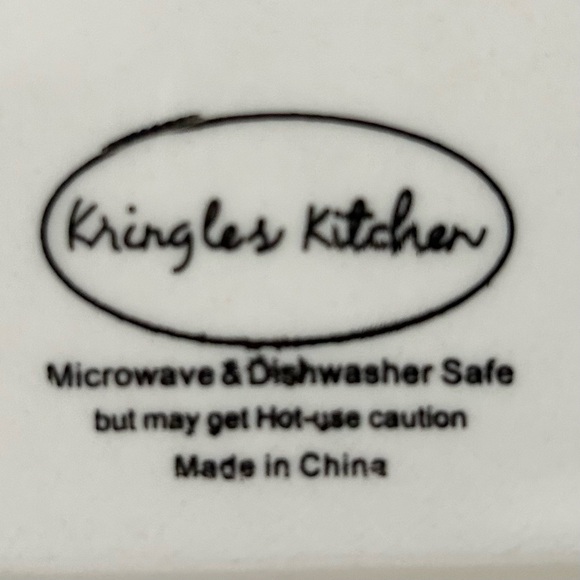 Kringles Kitchen
Microwave & Dishwasher Safe
but may get Hot-use caution
Made in China